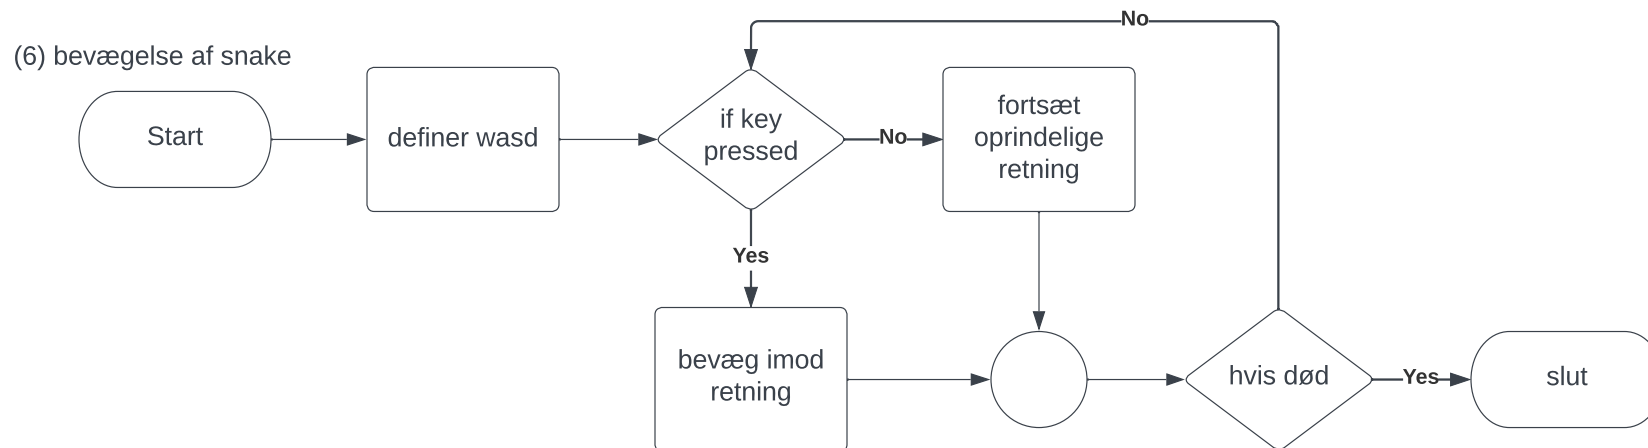 No
(6) bevægelse af snake
Start
definer wasd
if key
pressed
No
fortsæt
oprindelige
retning
Yes
bevæg imod
retning
hvis død
Yes
slut